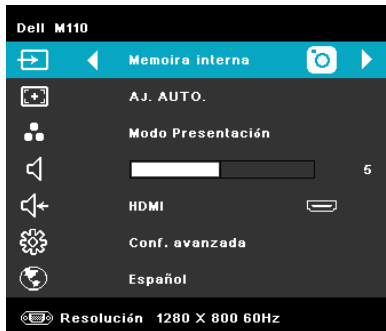 Dell M110
Memoira interna
AJ. AUTO.
Modo Presentación
5
HDMI
Conf. avanzada
Español
Resolución 1280 X 800 60Hz